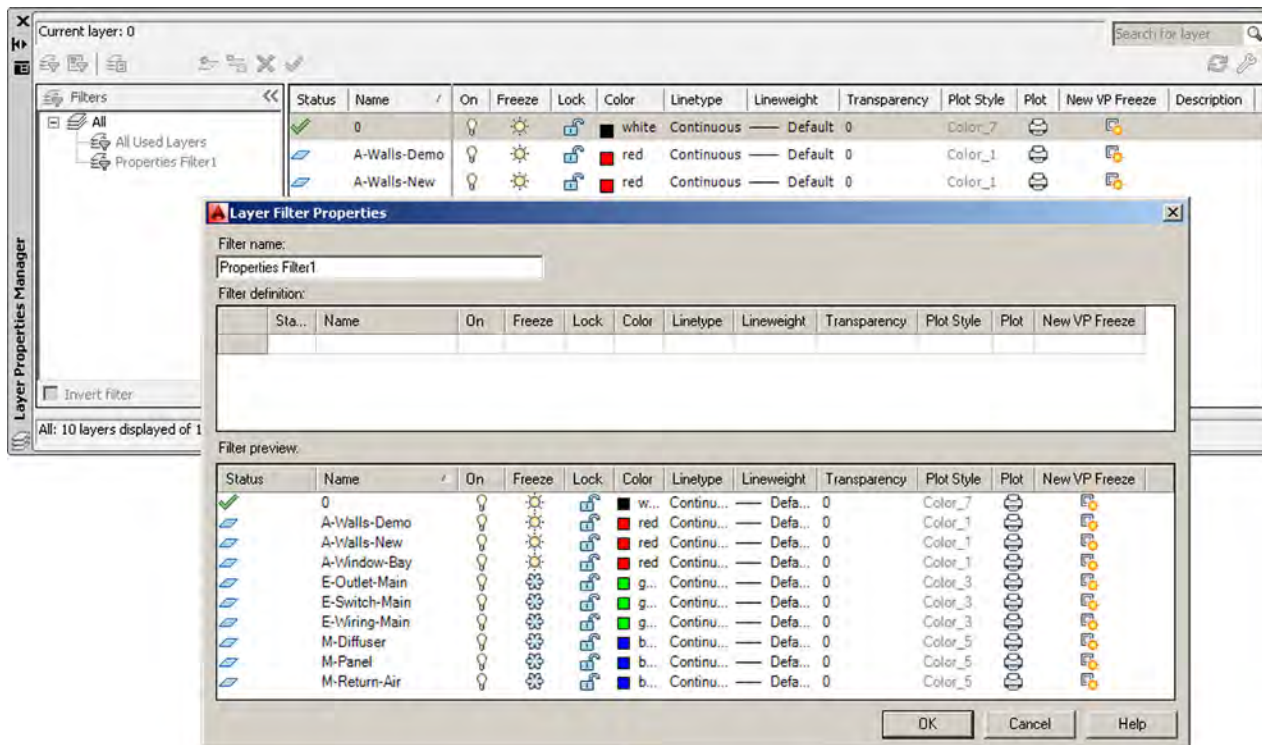 Current layer: 0
Search for layer
Filters
All
All Used Layers
Properties Filter1
Invert filter
All: 10 layers displayed of 1
Layer Properties Manager
Status Name On Freeze Lock Color Linetype Lineweight Transparency Plot Style Plot New VP Freeze Description
0 white Continuous Default 0 Color_7
A-Walls-Demo red Continuous Default 0 Color_1
A-Walls-New red Continuous Default 0 Color_1
Layer Filter Properties
Filter name:
Properties Filter1
Filter definition:
Sta... Name On Freeze Lock Color Linetype Lineweight Transparency Plot Style Plot New VP Freeze
Filter preview:
Status Name On Freeze Lock Color Linetype Lineweight Transparency Plot Style Plot New VP Freeze
0 w... Continu... Defa... 0 Color_7
A-Walls-Demo red Continu... Defa... 0 Color_1
A-Walls-New red Continu... Defa... 0 Color_1
A-Window-Bay red Continu... Defa... 0 Color_1
E-Outlet-Main g... Continu... Defa... 0 Color_3
E-Switch-Main g... Continu... Defa... 0 Color_3
E-Wiring-Main g... Continu... Defa... 0 Color_3
M-Diffuser b... Continu... Defa... 0 Color_5
M-Panel b... Continu... Defa... 0 Color_5
M-Return-Air b... Continu... Defa... 0 Color_5
OK Cancel Help